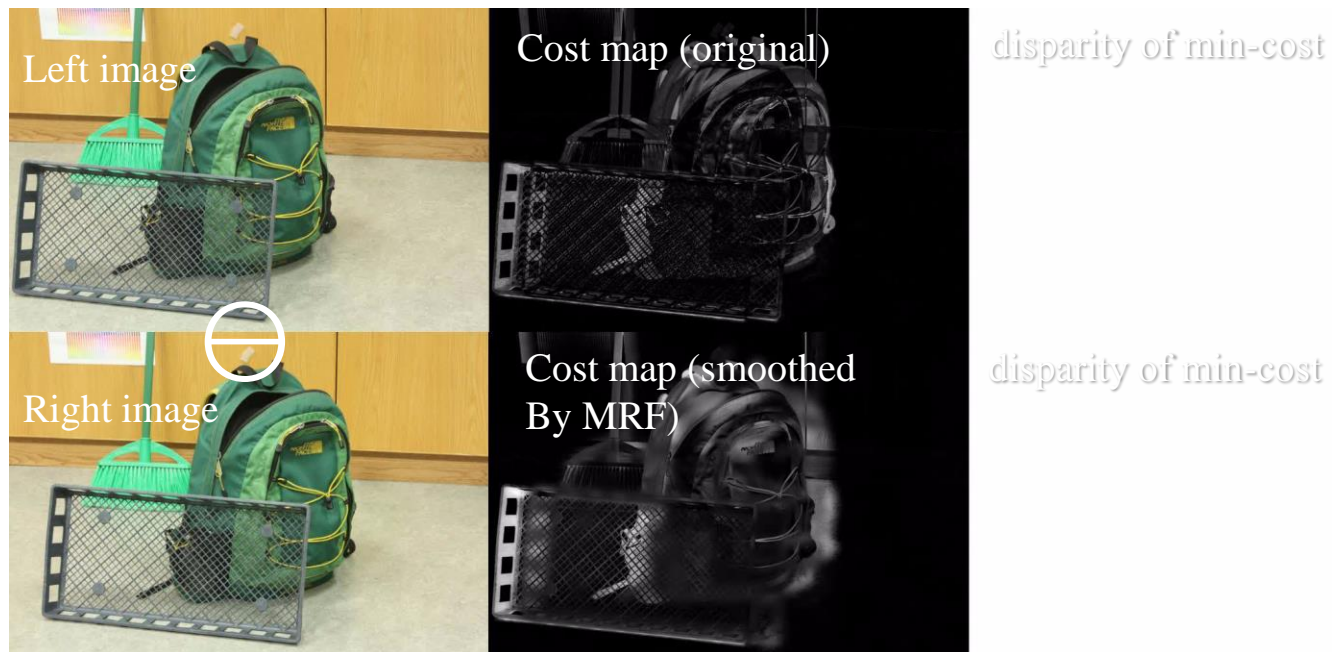 Left image
Cost map (original)
disparity of min-cost
Right image
Cost map (smoothed
By MRF)
disparity of min-cost